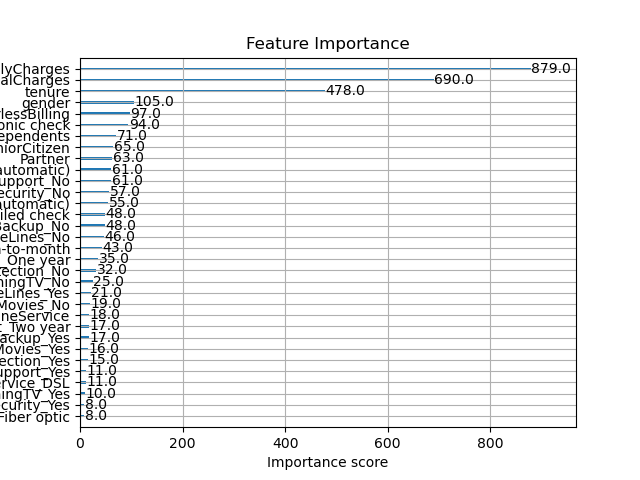 Feature Importance
lyCharges 879.0
alCharges 690.0
tenure 478.0
gender 105.0
rlessBilling 97.0
onic check 94.0
ependents 71.0
niorCitizen 65.0
Partner 63.0
automatic) 61.0
upport_No 61.0
ecurity_No 57.0
automatic) 55.0
iled check 48.0
Backup_No 48.0
eLines_No 46.0
-to-month 43.0
One year 35.0
ection_No 32.0
ningTV_No 25.0
eLines_Yes 21.0
Movies_No 19.0
neService 18.0
t_Two year 17.0
ackup_Yes 17.0
Movies_Yes 16.0
ection_Yes 15.0
upport_Yes 11.0
ervice_DSL 11.0
ningTV_Yes 10.0
curity_Yes 8.0
Fiber optic 8.0
0 200 400 600 800
Importance score